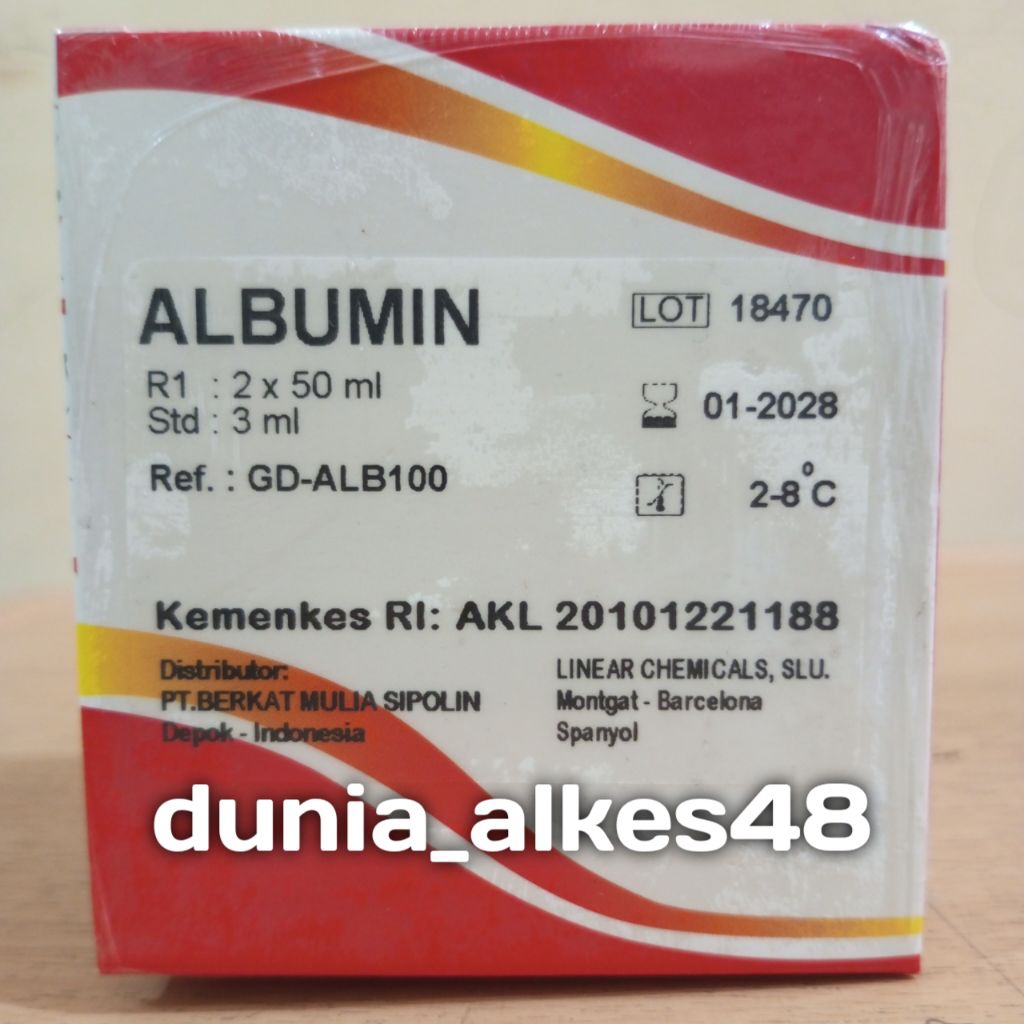 ALBUMIN
R1 : 2 x 50 ml
Std : 3 ml
Ref. : GD-ALB100
LOT 18470
01-2028
2-8°C
Kemenkes RI: AKL 20101221188
Distributor:
PT.BERKAT MULIA SIPOLIN
Depok - Indonesia
LINEAR CHEMICALS, SLU.
Montgat - Barcelona
Spanyol
dunia_alkes48